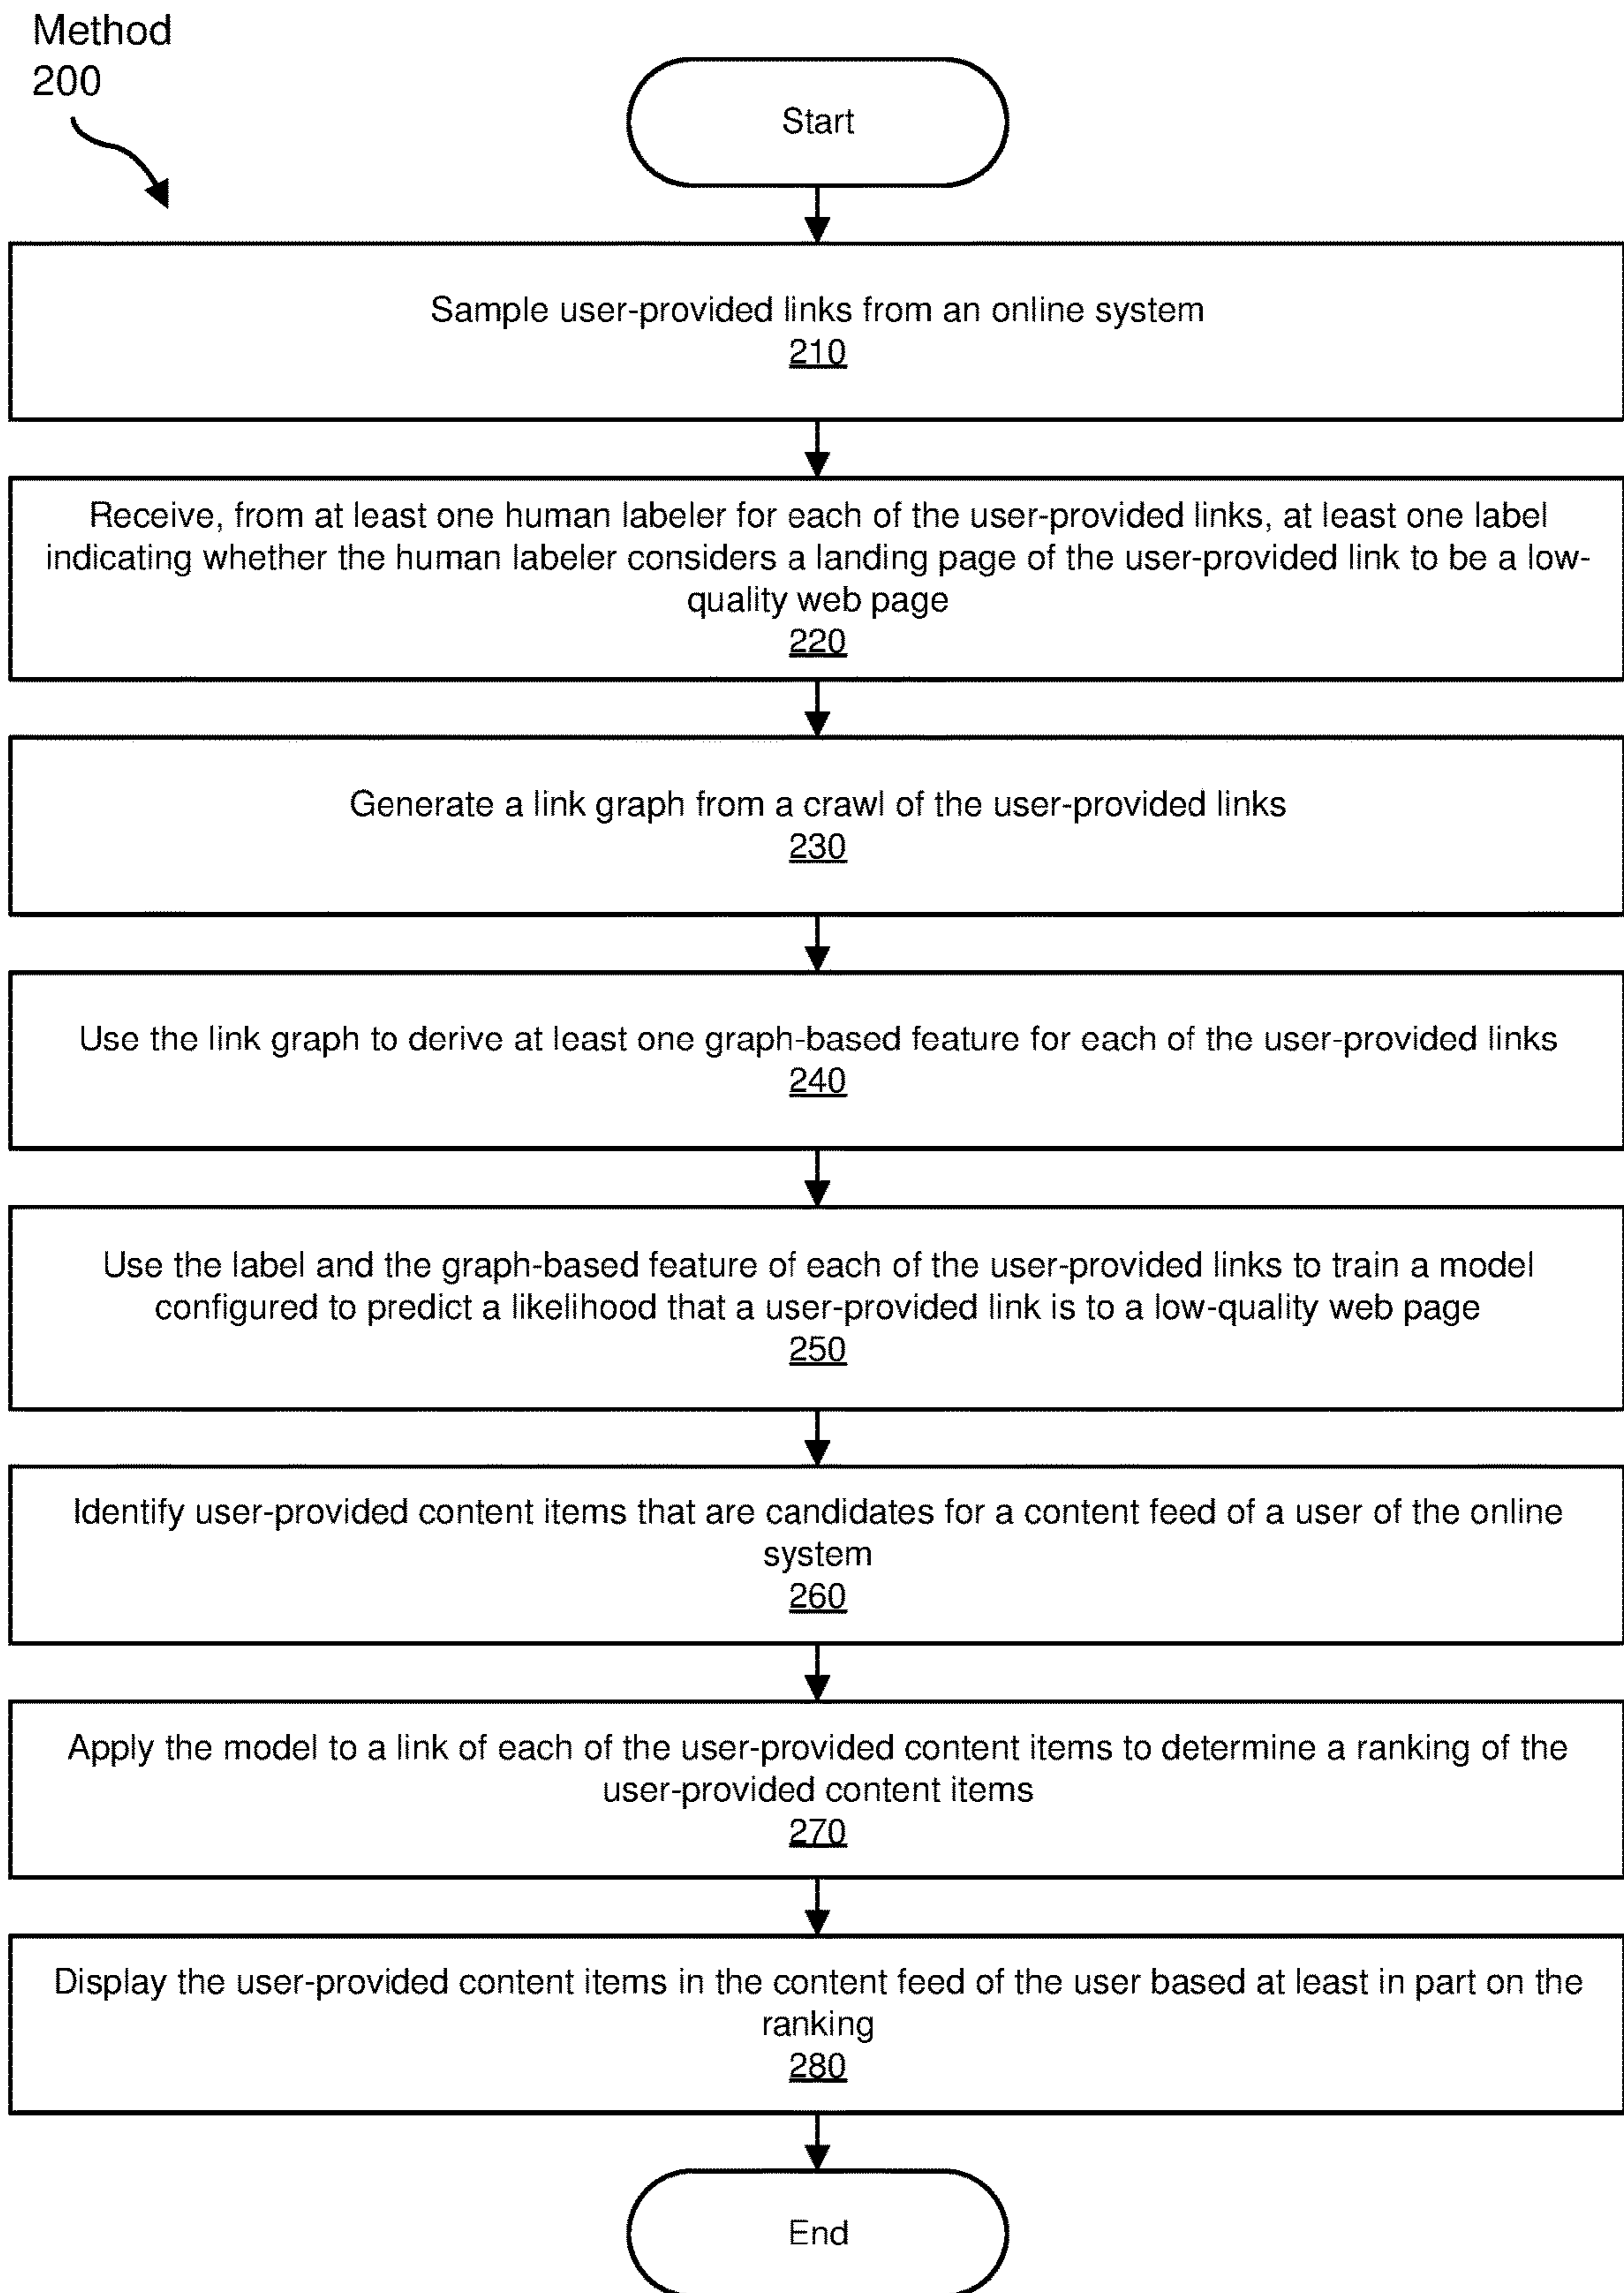 Method
200
Start
Sample user-provided links from an online system
210
Receive, from at least one human labeler for each of the user-provided links, at least one label
indicating whether the human labeler considers a landing page of the user-provided link to be a low-
quality web page
220
Generate a link graph from a crawl of the user-provided links
230
Use the link graph to derive at least one graph-based feature for each of the user-provided links
240
Use the label and the graph-based feature of each of the user-provided links to train a model
configured to predict a likelihood that a user-provided link is to a low-quality web page
250
Identify user-provided content items that are candidates for a content feed of a user of the online
system
260
Apply the model to a link of each of the user-provided content items to determine a ranking of the
user-provided content items
270
Display the user-provided content items in the content feed of the user based at least in part on the
ranking
280
End